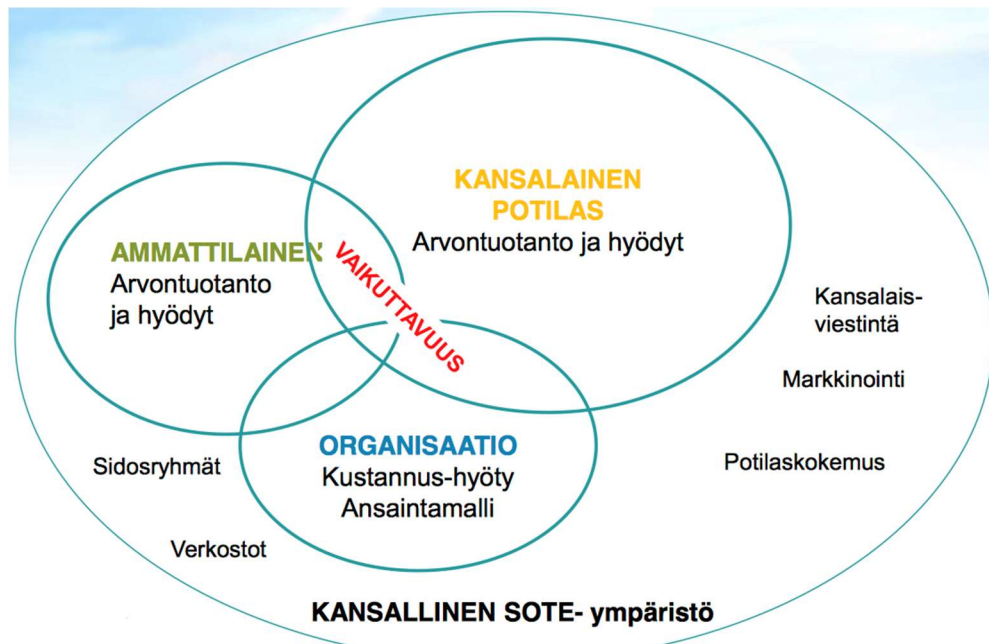 KANSALAINEN
POTILAS
Arvontuotanto ja hyödyt
AMMATTILAINEN
Arvontuotanto
ja hyödyt
VAIKUTTAVUUS
Kansalais-
viestintä
Markkinointi
ORGANISAATIO
Kustannus-hyöty
Ansaintamalli
Sidosryhmät
Potilaskokemus
Verkostot
KANSALLINEN SOTE- ympäristö